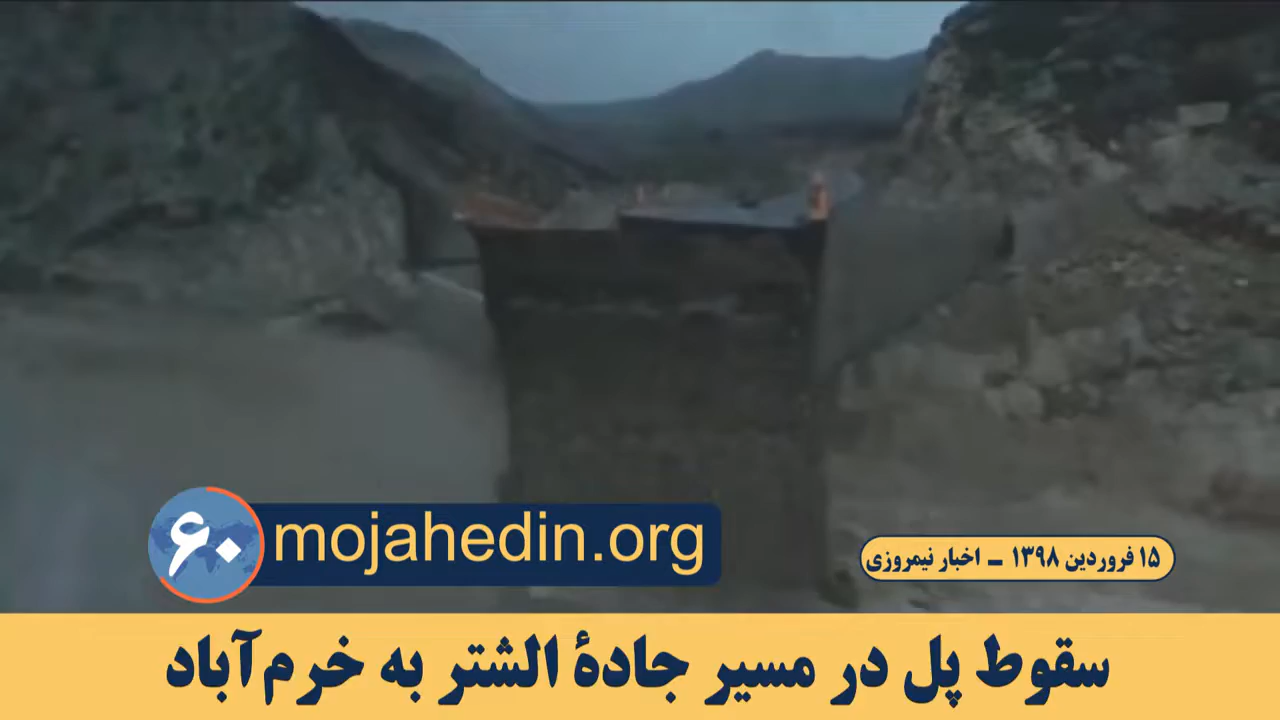 ۶۰
mojahedin.org
۱۵ فروردین ۱۳۹۸ – اخبار نیمروزی
سقوط پل در مسیر جادهٔ الشتر به خرم‌آباد